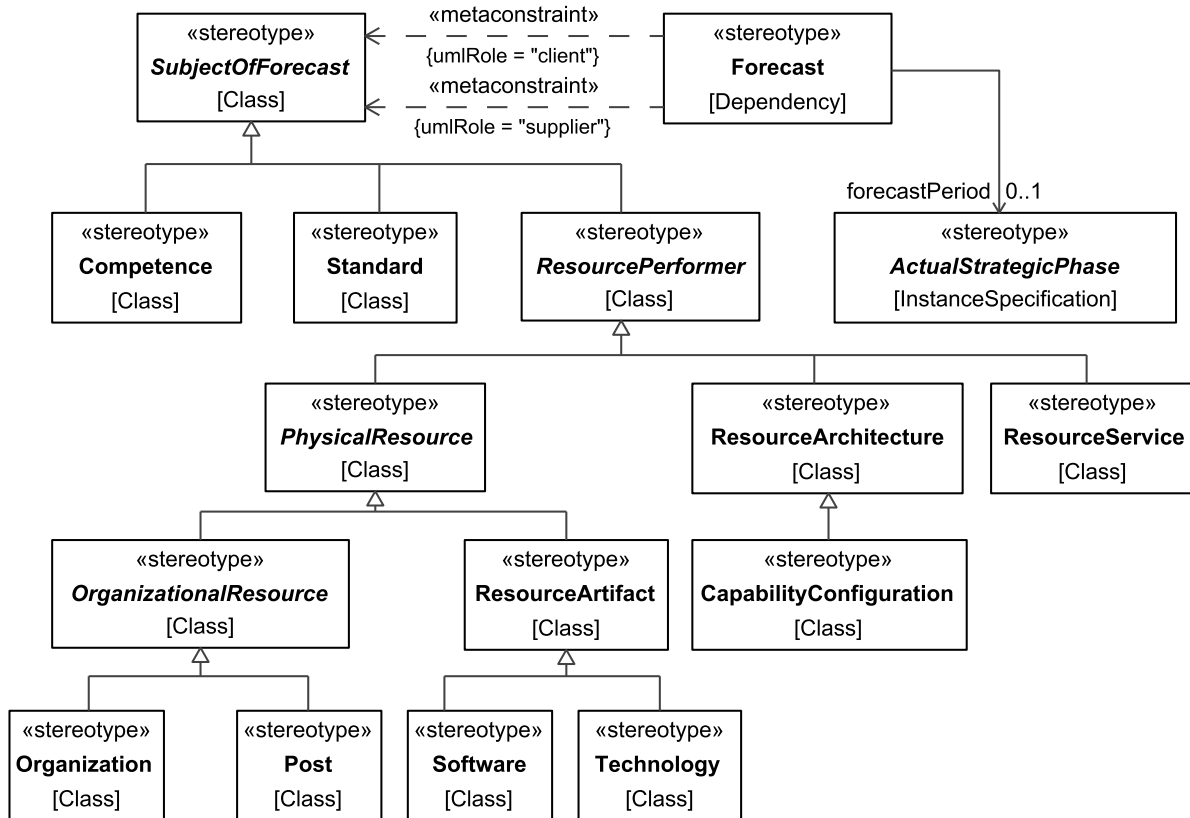 «stereotype»
SubjectOfForecast
[Class]
«metaconstraint»
{umlRole = "client"}
«metaconstraint»
{umlRole = "supplier"}
«stereotype»
Forecast
[Dependency]
forecastPeriod 0..1
«stereotype»
Competence
[Class]
«stereotype»
Standard
[Class]
«stereotype»
ResourcePerformer
[Class]
«stereotype»
ActualStrategicPhase
[InstanceSpecification]
«stereotype»
PhysicalResource
[Class]
«stereotype»
ResourceArchitecture
[Class]
«stereotype»
ResourceService
[Class]
«stereotype»
OrganizationalResource
[Class]
«stereotype»
ResourceArtifact
[Class]
«stereotype»
CapabilityConfiguration
[Class]
«stereotype»
Organization
[Class]
«stereotype»
Post
[Class]
«stereotype»
Software
[Class]
«stereotype»
Technology
[Class]